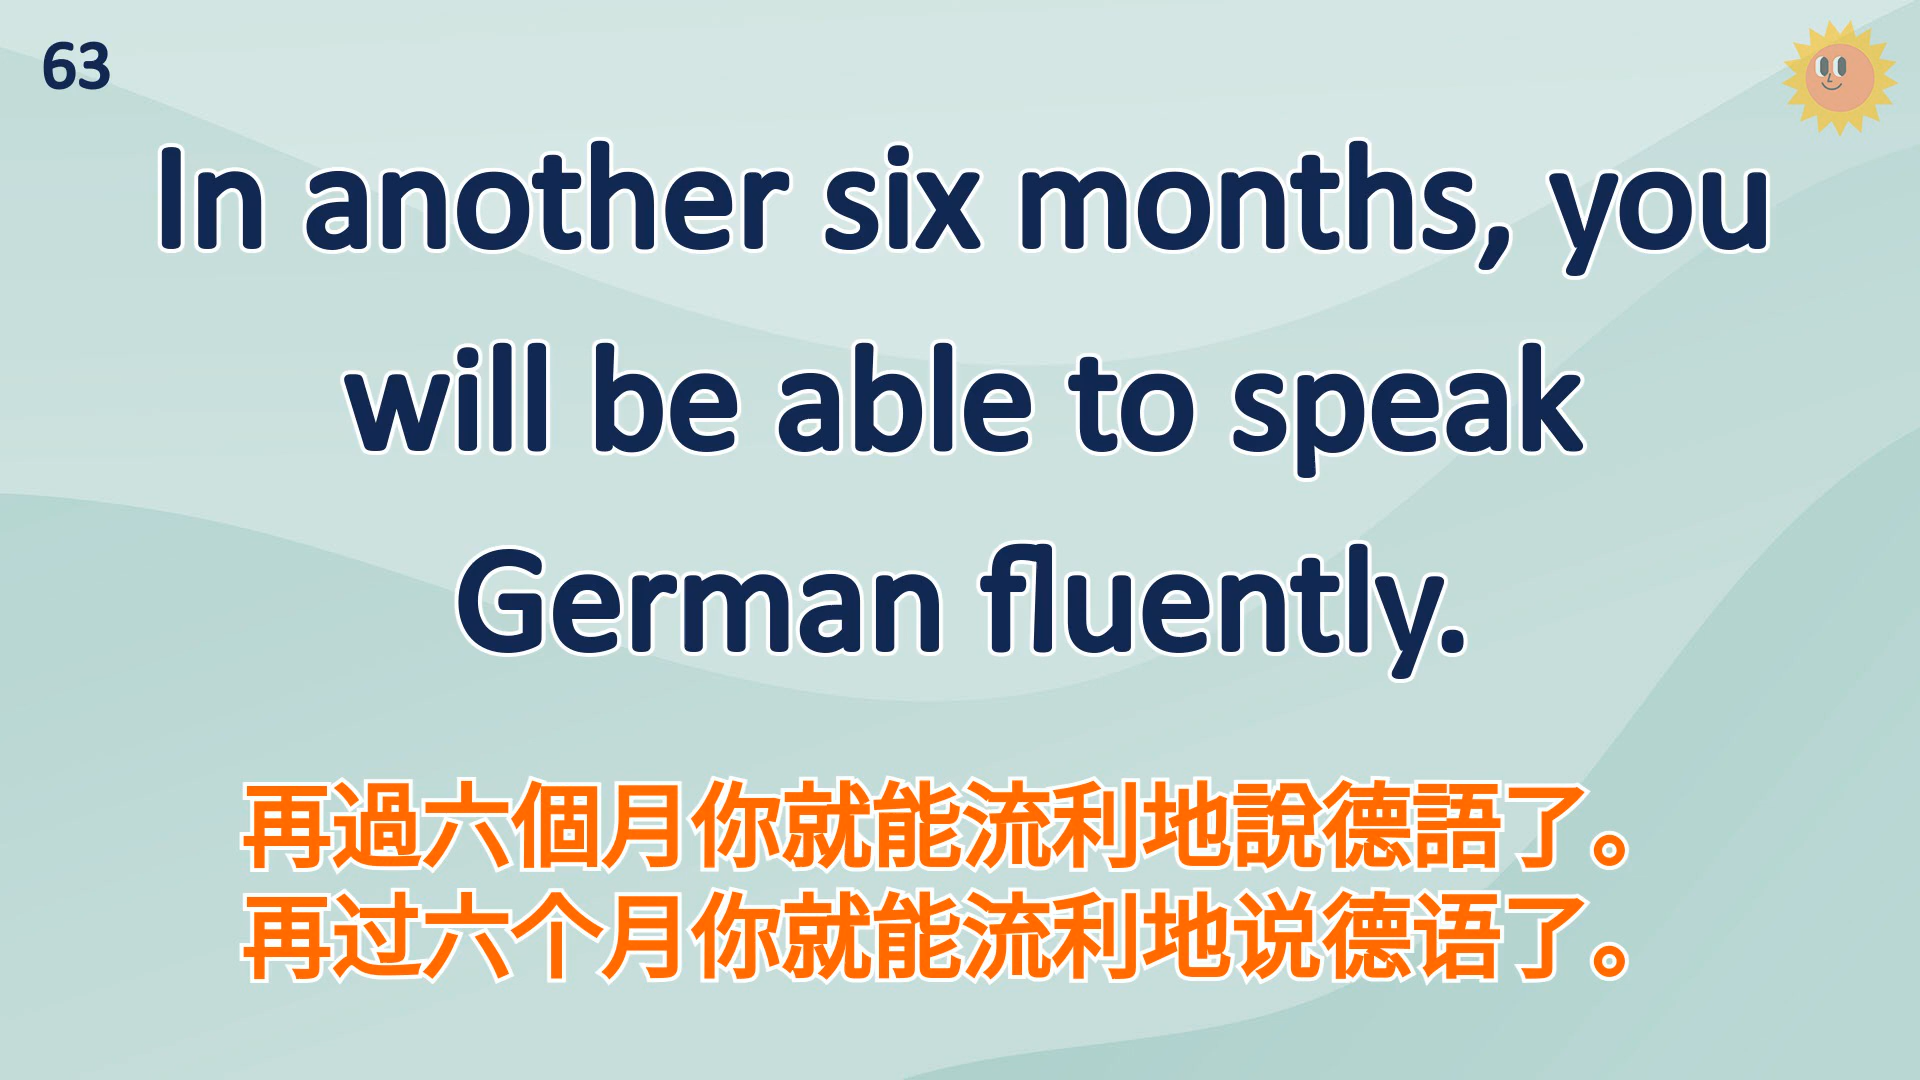 63
In another six months, you
will be able to speak
German fluently.
再過六個月你就能流利地說德語了。
再过六个月你就能流利地说德语了。